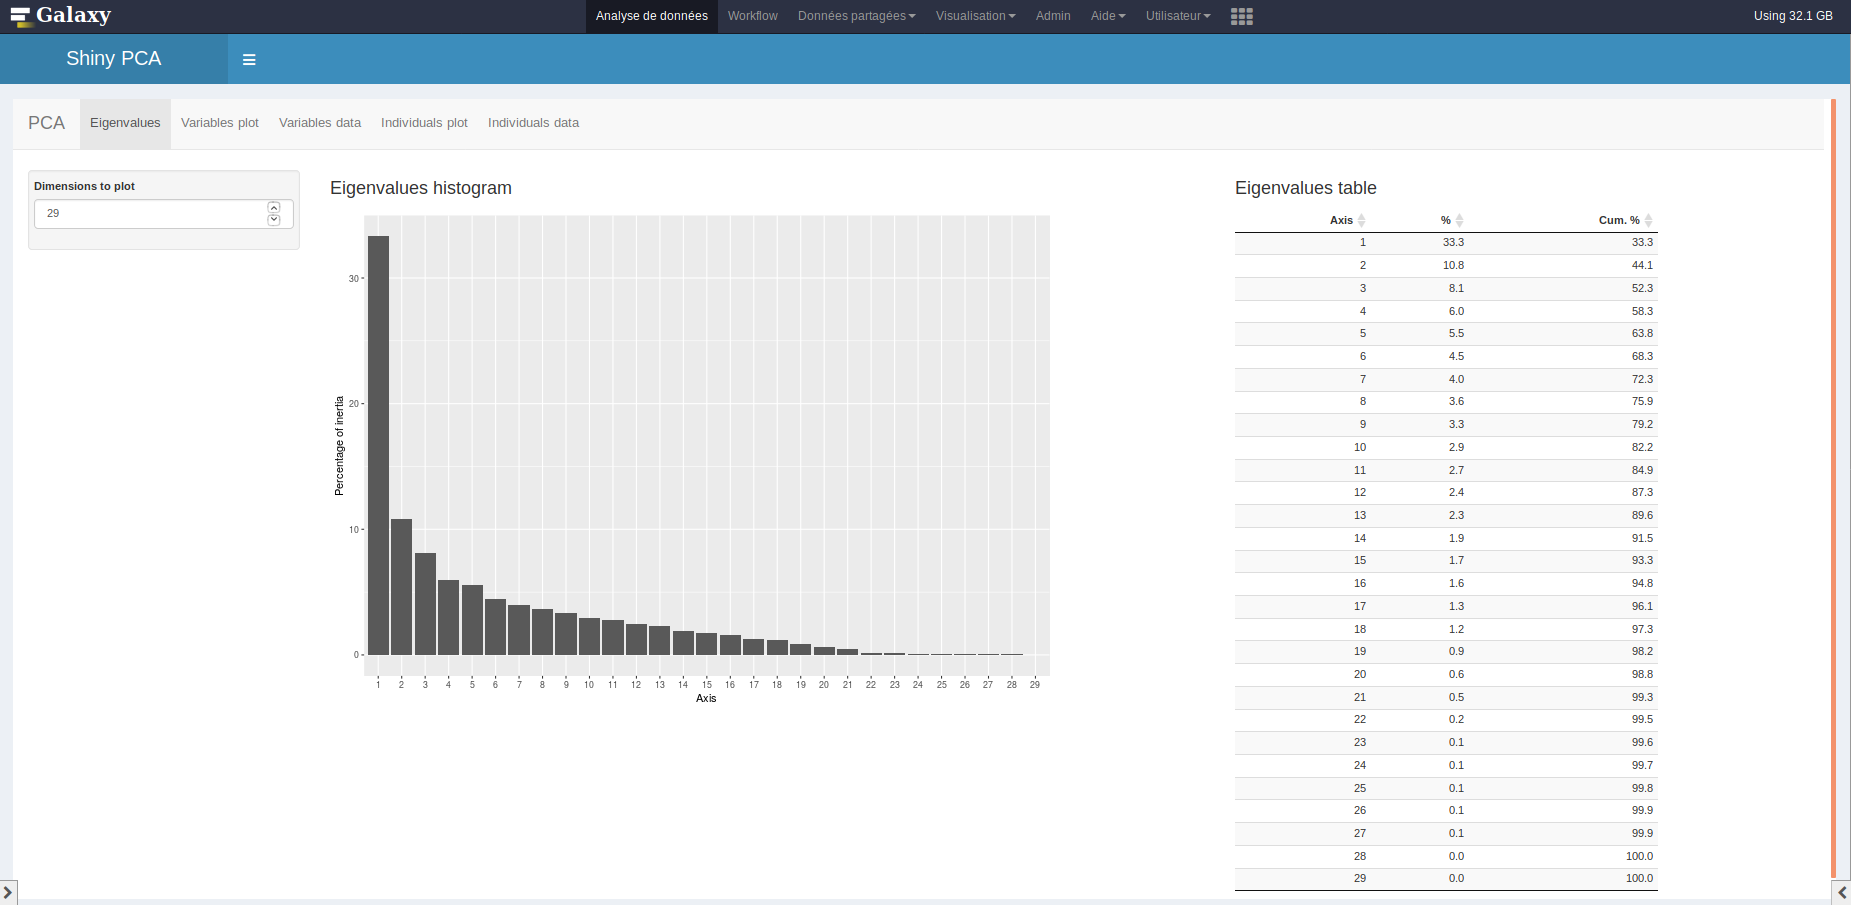 Galaxy
Analyse de données Workflow Données partagées Visualisation Admin Aide Utilisateur
Using 32.1 GB
Shiny PCA
PCA Eigenvalues Variables plot Variables data Individuals plot Individuals data
Dimensions to plot
29
Eigenvalues histogram
Percentage of inertia
30
20
10
0
1 2 3 4 5 6 7 8 9 10 11 12 13 14 15 16 17 18 19 20 21 22 23 24 25 26 27 28 29
Axis
Eigenvalues table
Axis % Cum. %
1 33.3 33.3
2 10.8 44.1
3 8.1 52.3
4 6.0 58.3
5 5.5 63.8
6 4.5 68.3
7 4.0 72.3
8 3.6 75.9
9 3.3 79.2
10 2.9 82.2
11 2.7 84.9
12 2.4 87.3
13 2.3 89.6
14 1.9 91.5
15 1.7 93.3
16 1.6 94.8
17 1.3 96.1
18 1.2 97.3
19 0.9 98.2
20 0.6 98.8
21 0.5 99.3
22 0.2 99.5
23 0.1 99.6
24 0.1 99.7
25 0.1 99.8
26 0.1 99.9
27 0.1 99.9
28 0.0 100.0
29 0.0 100.0